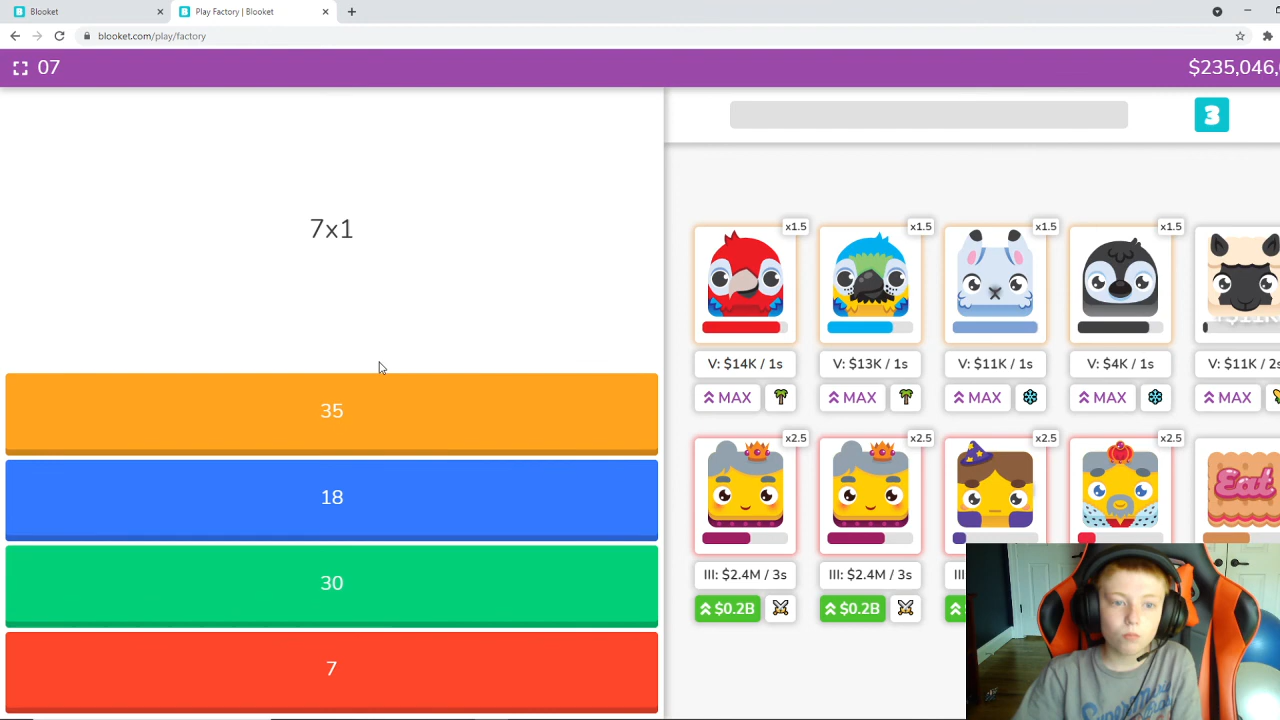 Blooket
Play Factory | Blooket
blooket.com/play/factory
07
$235,046,
7x1
35
18
30
7
3
x1.5
x1.5
x1.5
x1.5
V: $14K / 1s
V: $13K / 1s
V: $11K / 1s
V: $4K / 1s
V: $11K / 2s
MAX
MAX
MAX
MAX
MAX
x2.5
x2.5
x2.5
x2.5
Eat
III: $2.4M / 3s
III: $2.4M / 3s
III
$0.2B
$0.2B